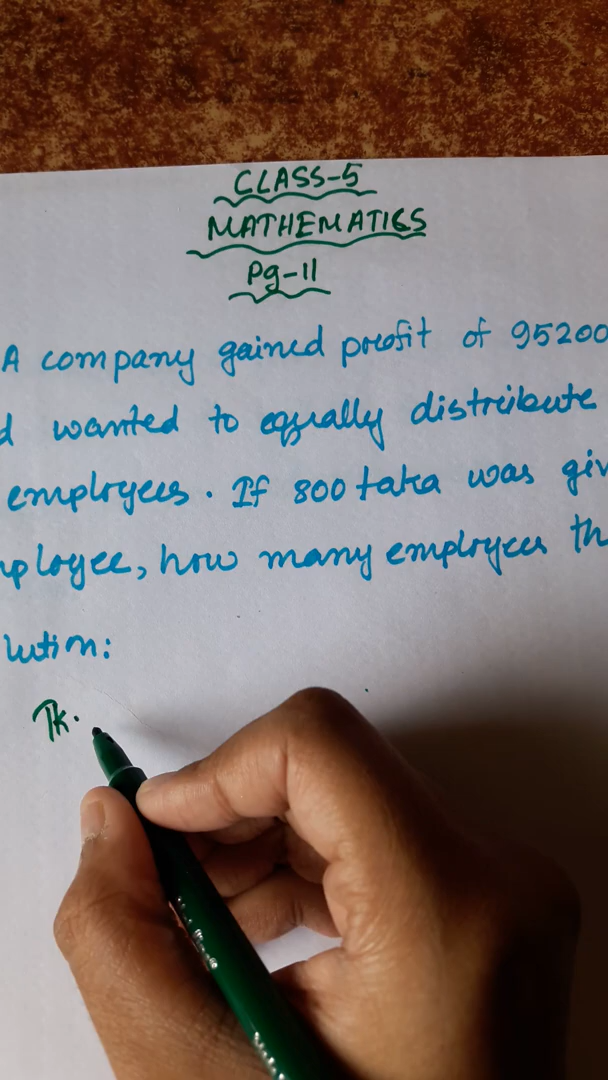 CLASS-5
MATHEMATICS
Pg-11
A company gained profit of 95200
d wanted to equally distribute
employees. If 800 taka was giv
mployee, how many employees th
lution:
Tk.